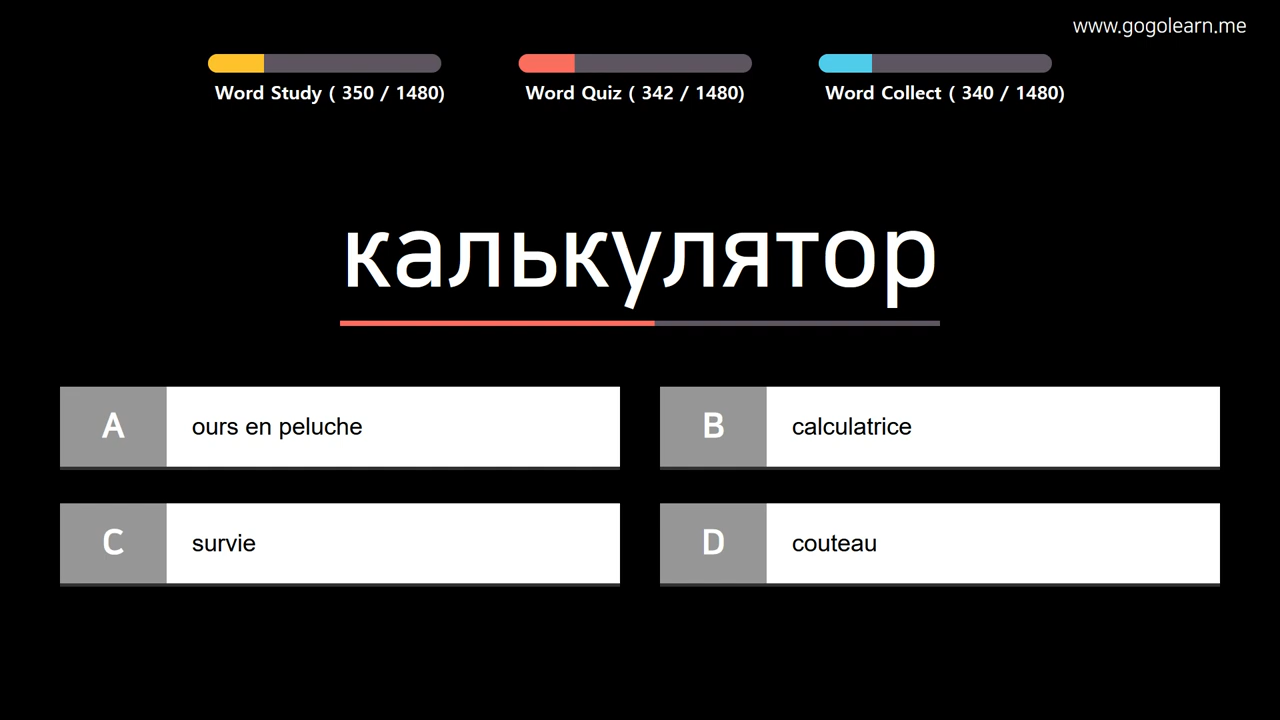 www.gogolearn.me
Word Study ( 350 / 1480)
Word Quiz ( 342 / 1480)
Word Collect ( 340 / 1480)
калькулятор
A
ours en peluche
B
calculatrice
C
survie
D
couteau